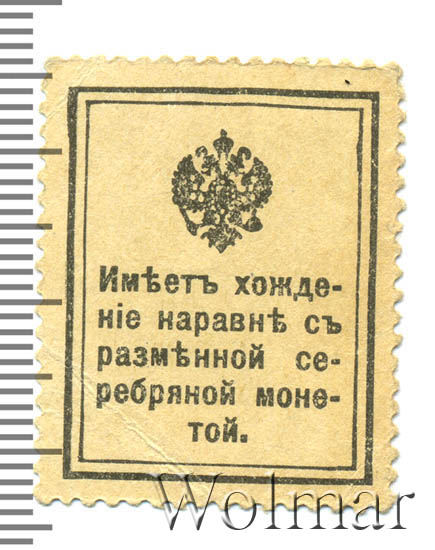 Имѣетъ хожде-
ніе наравнѣ съ
размѣнной се-
ребряной моне-
той.
Wolmar